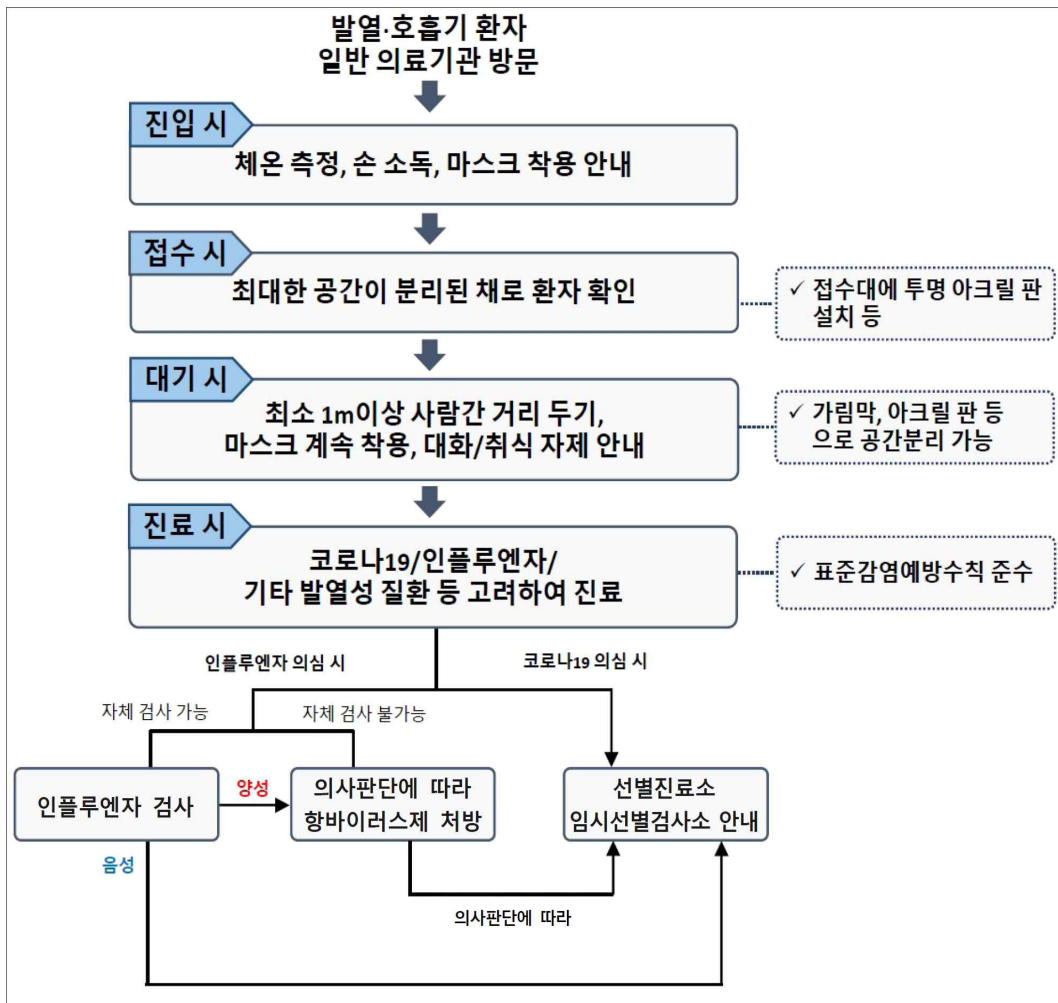 발열·호흡기 환자
일반 의료기관 방문
진입 시
체온 측정, 손 소독, 마스크 착용 안내
접수 시
최대한 공간이 분리된 채로 환자 확인
✓ 접수대에 투명 아크릴 판
설치 등
대기 시
최소 1m이상 사람간 거리 두기,
마스크 계속 착용, 대화/취식 자제 안내
✓ 가림막, 아크릴 판 등
으로 공간분리 가능
진료 시
코로나19/인플루엔자/
기타 발열성 질환 등 고려하여 진료
✓ 표준감염예방수칙 준수
인플루엔자 의심 시
코로나19 의심 시
자체 검사 가능
자체 검사 불가능
인플루엔자 검사
양성
의사판단에 따라
항바이러스제 처방
선별진료소
임시선별검사소 안내
음성
의사판단에 따라